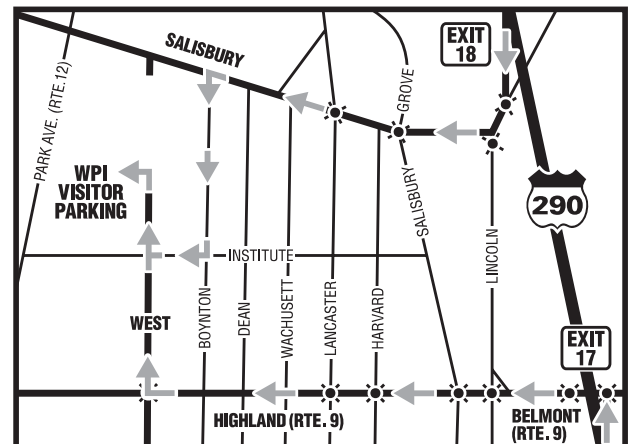 SALISBURY
EXIT
18
PARK AVE. (RTE.12)
GROVE
WPI
VISITOR
PARKING
290
SALISBURY
LINCOLN
INSTITUTE
WEST
BOYNTON
DEAN
WACHUSETT
LANCASTER
HARVARD
EXIT
17
HIGHLAND (RTE. 9)
BELMONT
(RTE. 9)